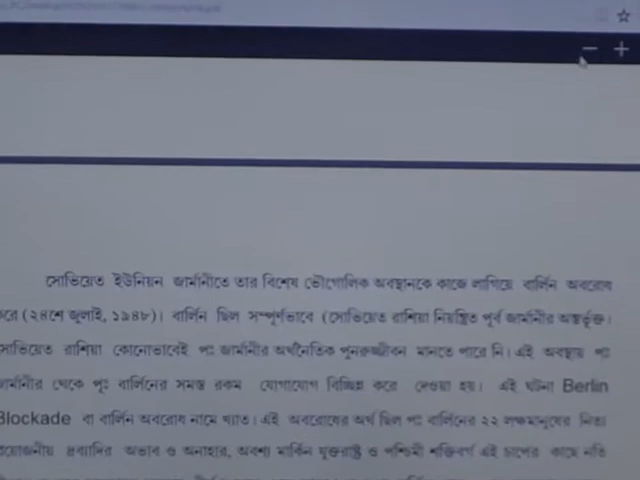 সোভিয়েত ইউনিয়ন জার্মানীতে তার বিশেষ ভৌগোলিক অবস্থানকে কাজে লাগিয়ে বার্লিন অবরোধ
করে (২৪শে জুলাই, ১৯৪৮)। বার্লিন ছিল সম্পূর্ণভাবে (সোভিয়েত রাশিয়া নিয়ন্ত্রিত পূর্ব জার্মানীর অন্তর্ভুক্ত।
সোভিয়েত রাশিয়া কোনোভাবেই পঃ জার্মানীর অর্থনৈতিক পুনরুজ্জীবন মানতে পারে নি। এই অবস্থায় পঃ
জার্মানীর থেকে পূঃ বার্লিনের সমস্ত রকম যোগাযোগ বিচ্ছিন্ন করে দেওয়া হয়। এই ঘটনা Berlin
Blockade বা বার্লিন অবরোধ নামে খ্যাত। এই অবরোধের অর্থ ছিল পঃ বার্লিনের ২২ লক্ষমানুষের নিত্য
প্রয়োজনীয় দ্রব্যাদির অভাব ও অনাহার, অবশ্য মার্কিন যুক্তরাষ্ট্র ও পশ্চিমী শক্তিবর্গ এই চাপের কাছে নতি